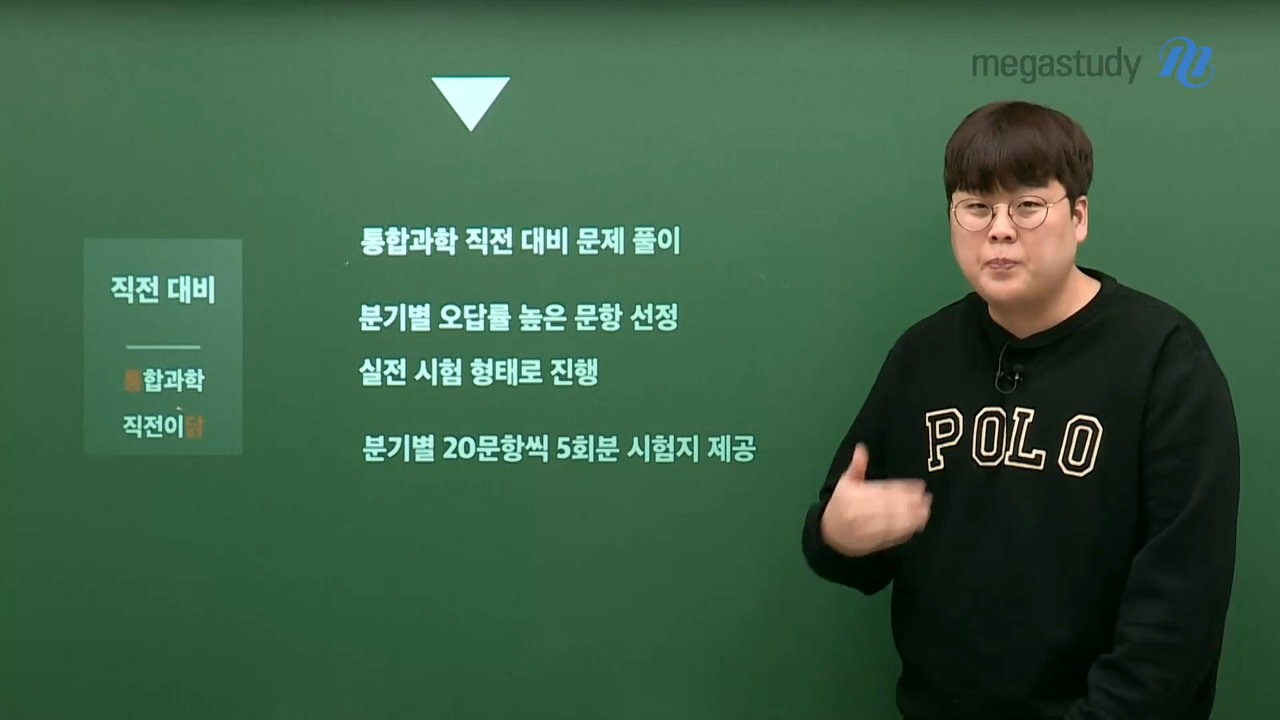 megastudy
통합과학 직전 대비 문제 풀이
직전 대비
분기별 오답률 높은 문항 선정
실전 시험 형태로 진행
통합과학
직전이닭
분기별 20문항씩 5회분 시험지 제공
POLO